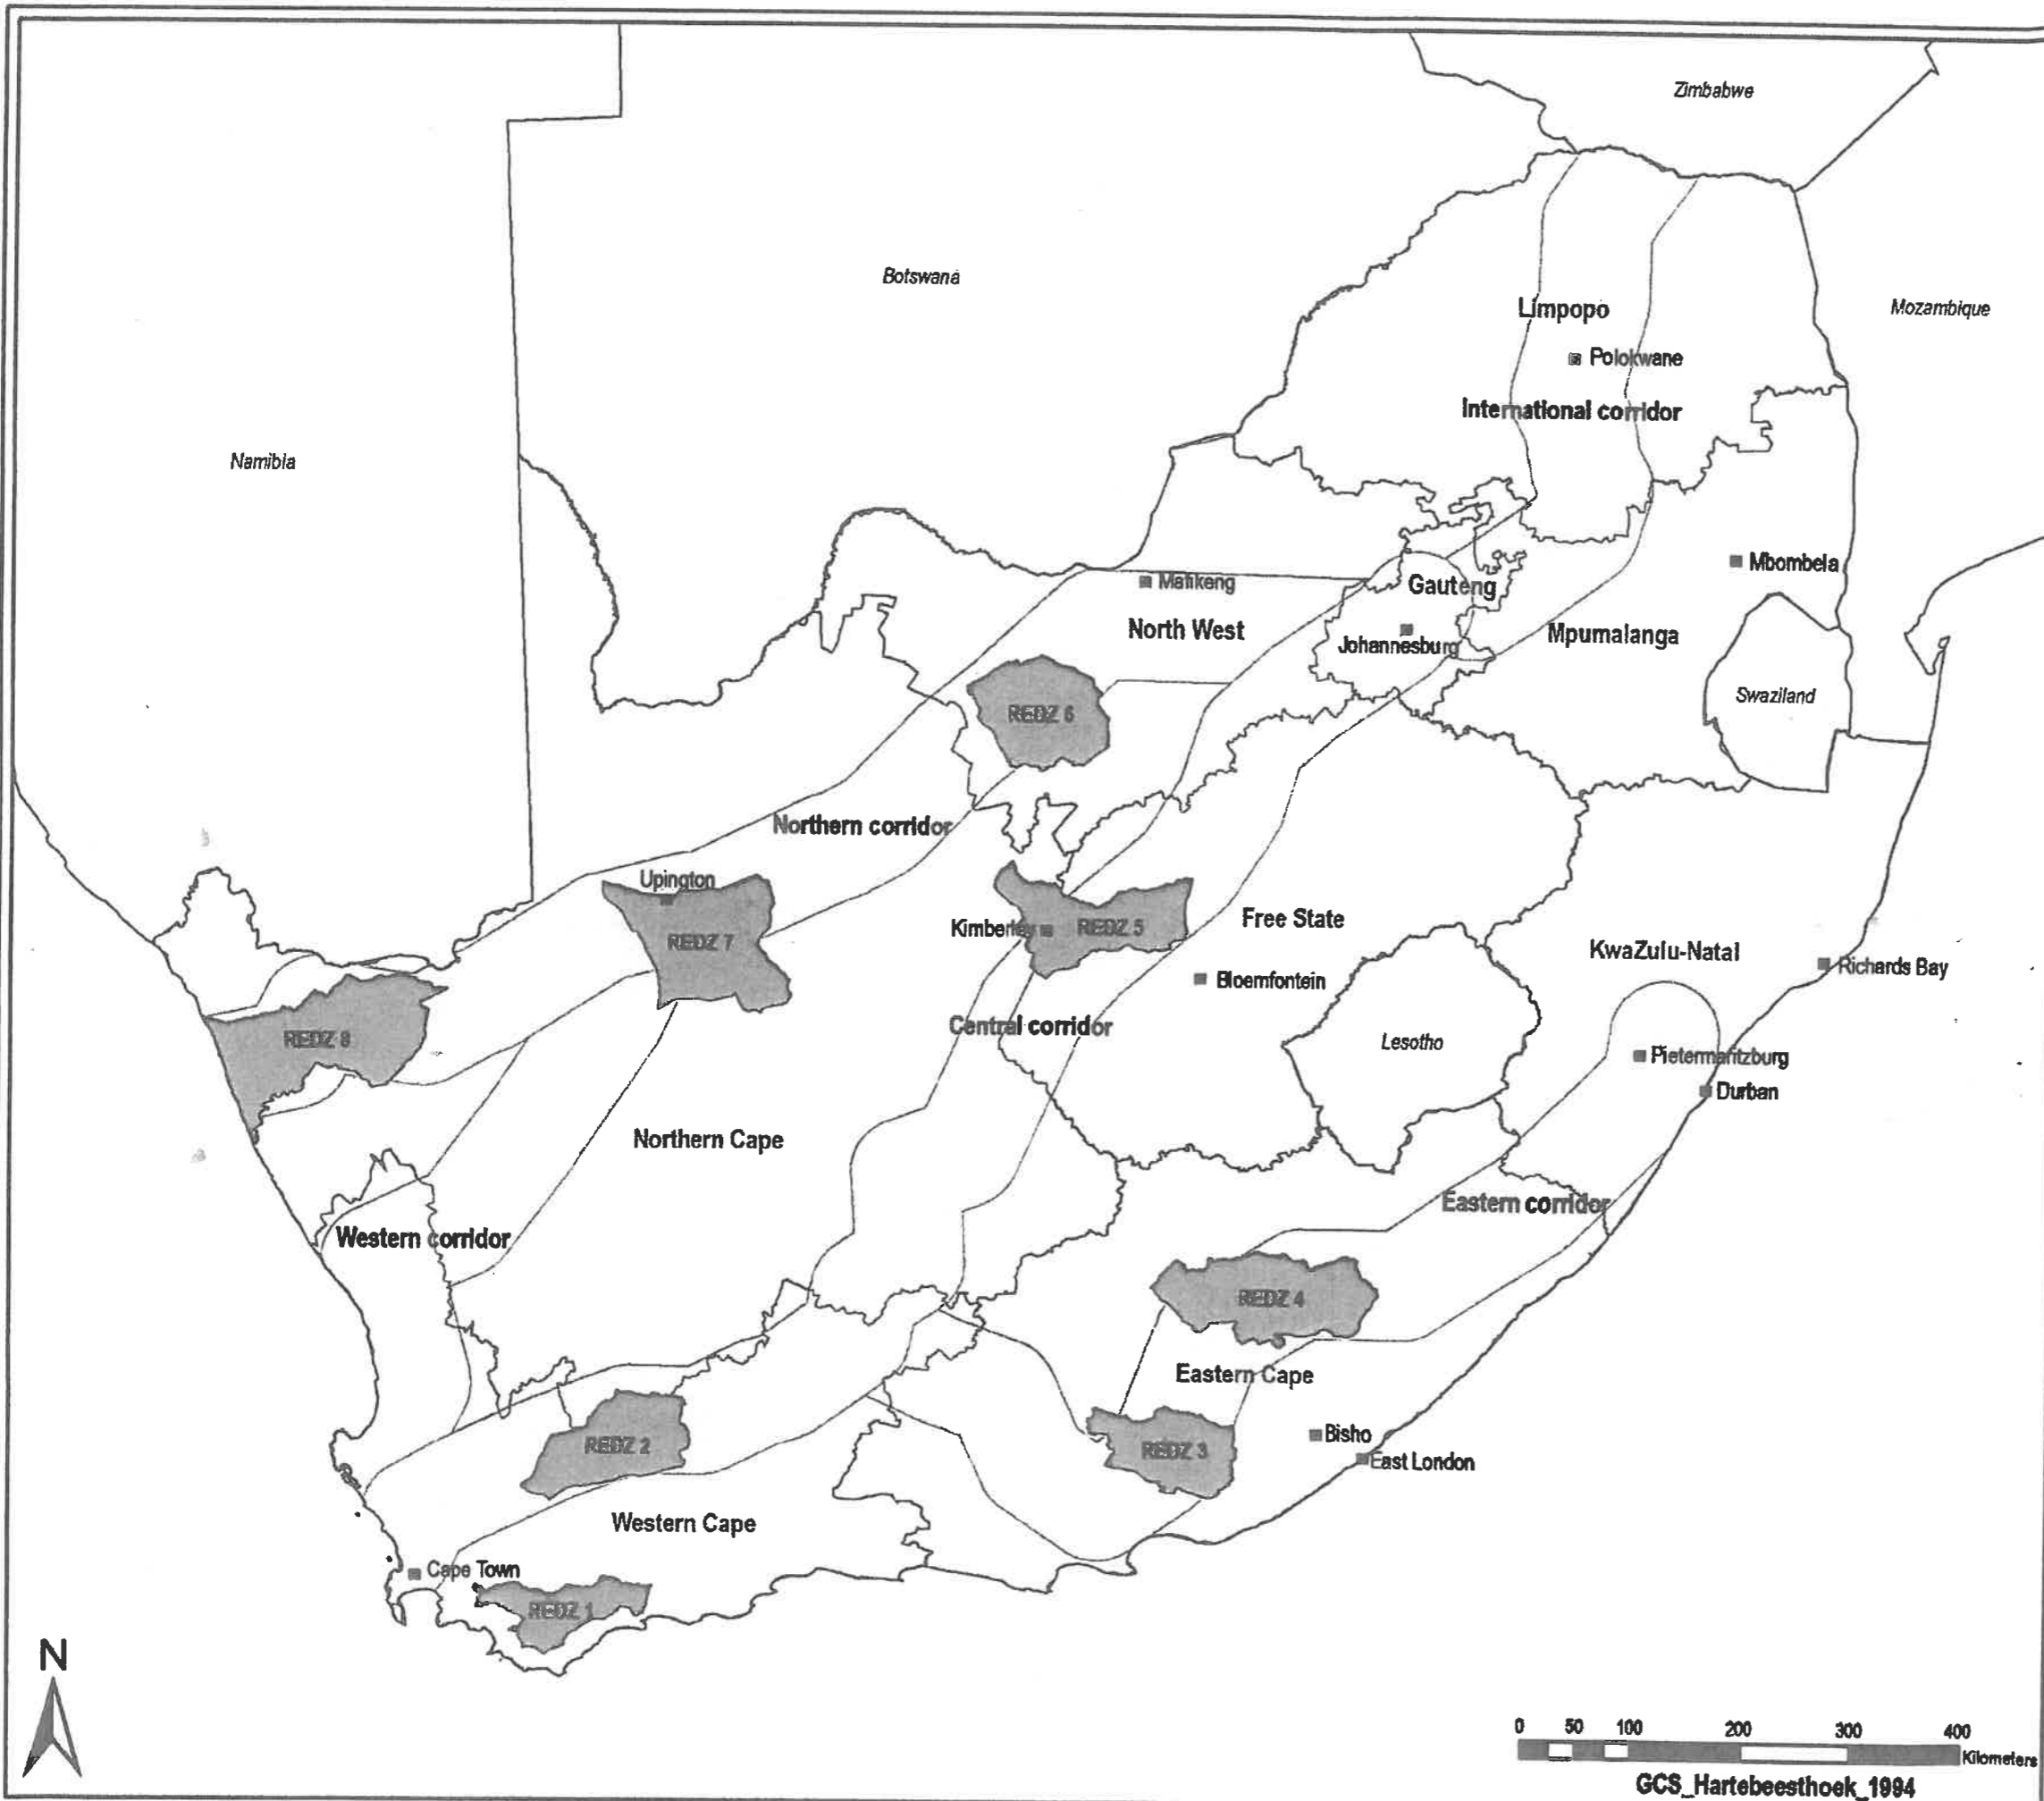 Zimbabwe
Botswana
Mozambique
Limpopo
Polokwane
International corridor
Namibia
Mbombela
Mafikeng
Gauteng
North West
Mpumalanga
Johannesburg
Swaziland
REDZ 6
Northern corridor
Upington
Free State
Kimberley
REDZ 5
REDZ 7
KwaZulu-Natal
Richards Bay
Bloemfontein
Central corridor
REDZ 8
Lesotho
Pietermaritzburg
Durban
Northern Cape
Eastern corridor
Western corridor
REDZ 4
Eastern Cape
Bisho
REDZ 2
REDZ 3
East London
Western Cape
Cape Town
REDZ 1
N
0 50 100 200 300 400
Kilometers
GCS_Hartebeesthoek_1994